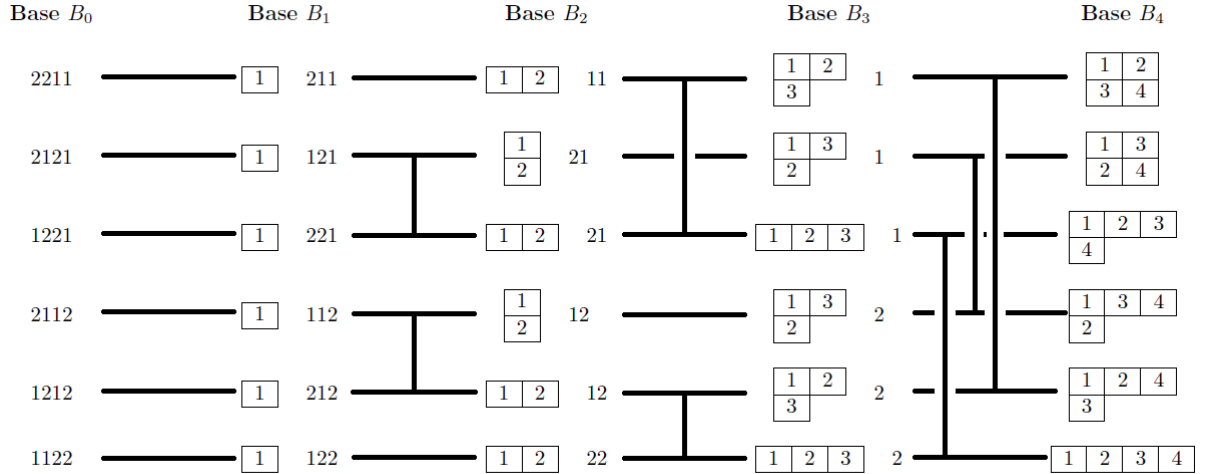 Base B0 Base B1 Base B2 Base B3 Base B4
2211 1 211 1 2 11 1 2 1 1 2
3 3 4
2121 1 121 1 21 1 3 1 1 3
2 2 2 4
1221 1 221 1 2 21 1 2 3 1 1 2 3
4
2112 1 112 1 12 1 3 2 1 3 4
2 2 2
1212 1 212 1 2 12 1 2 2 1 2 4
3 3
1122 1 122 1 2 22 1 2 3 2 1 2 3 4